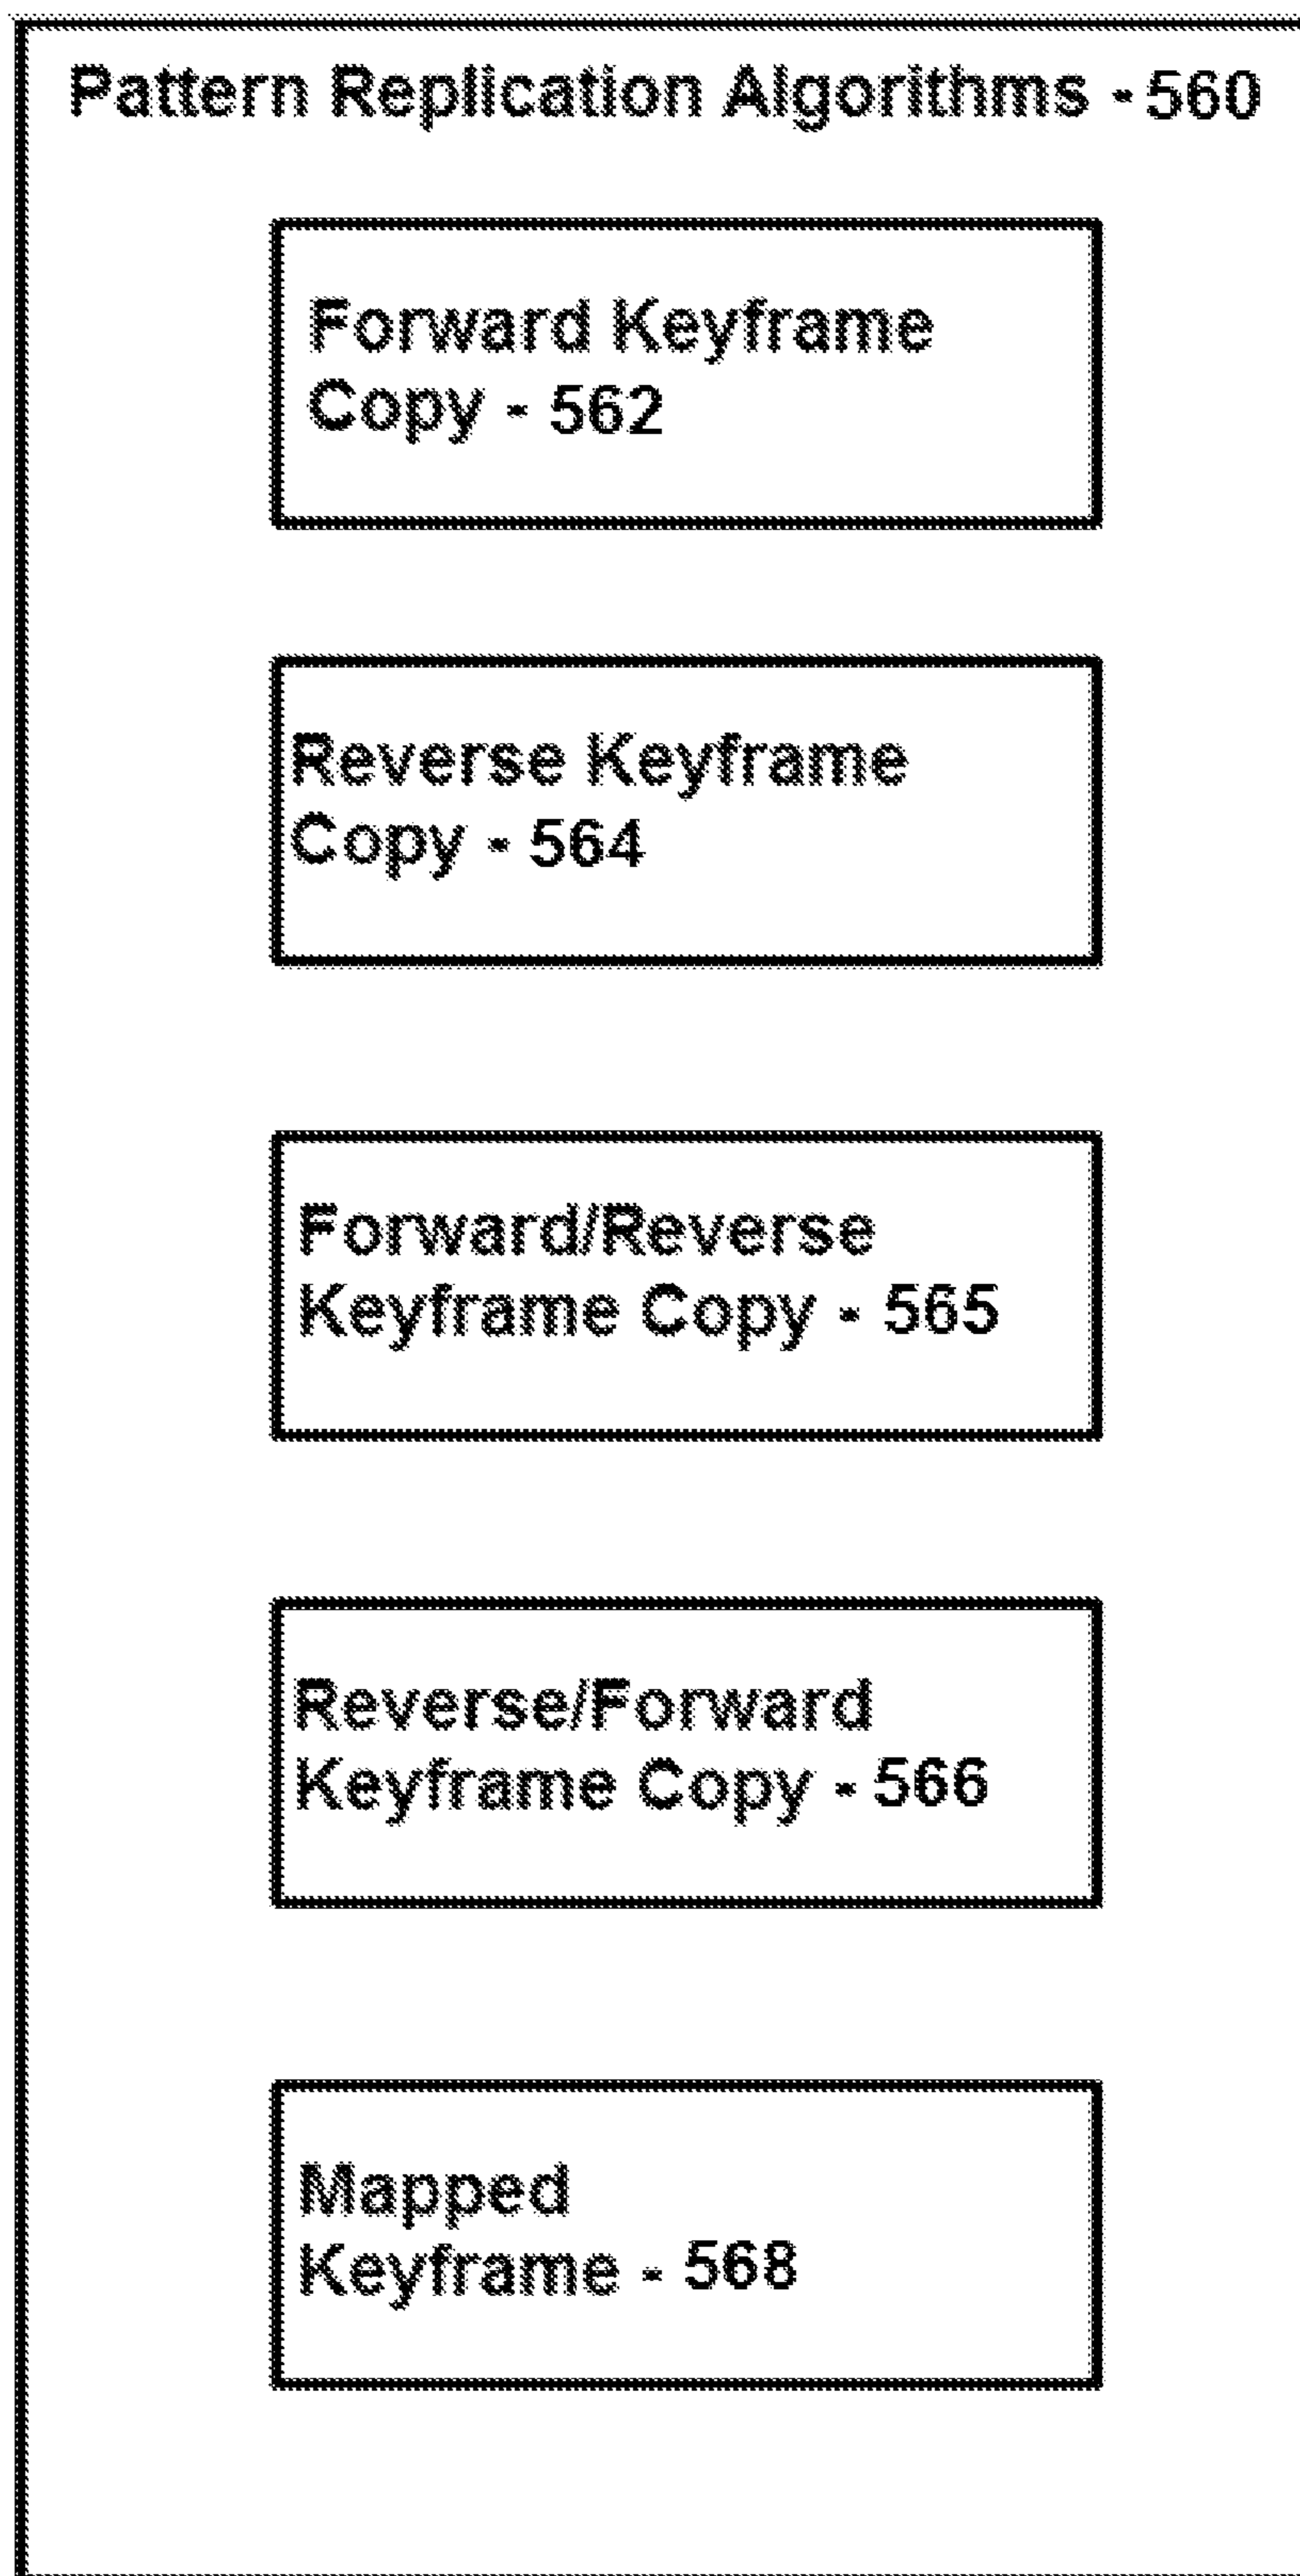 Pattern Replication Algorithms - 560
Forward Keyframe
Copy - 562
Reverse Keyframe
Copy - 564
Forward/Reverse
Keyframe Copy - 565
Reverse/Forward
Keyframe Copy - 566
Mapped
Keyframe - 568